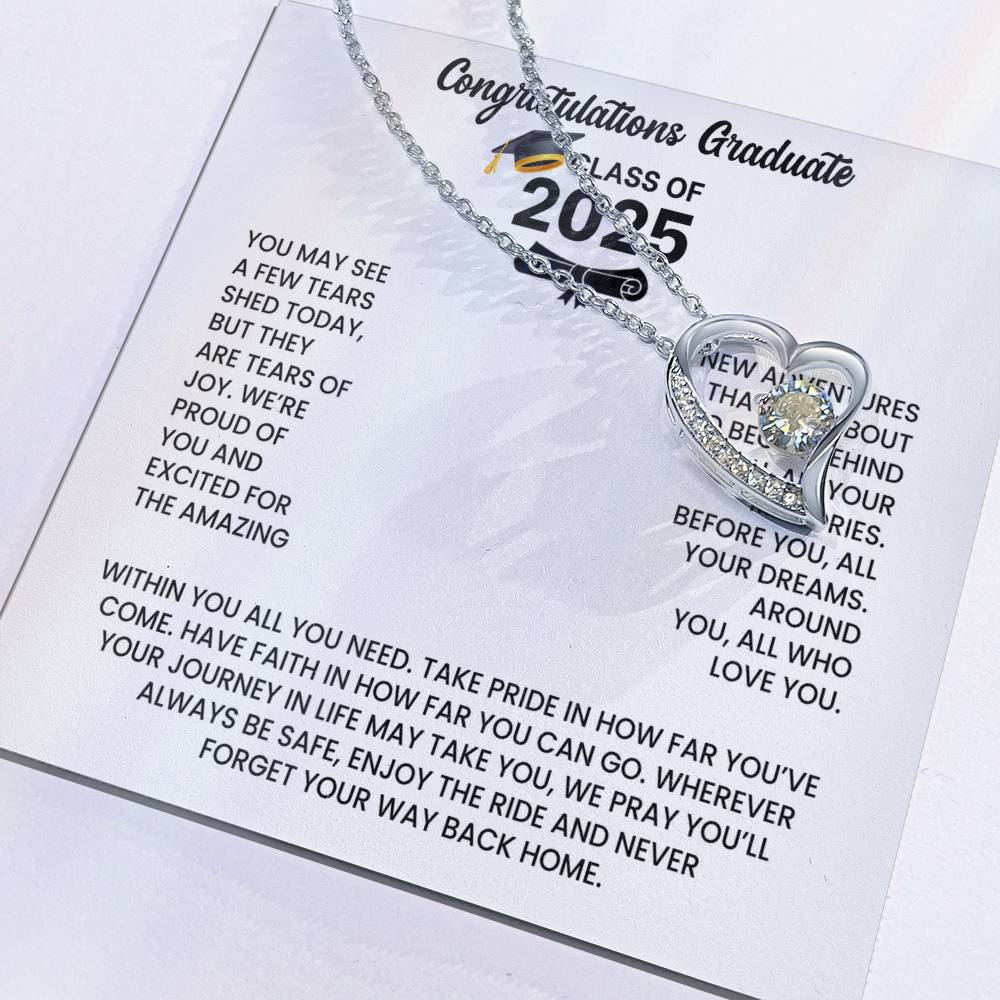 Congratulations Graduate
CLASS OF
2025
YOU MAY SEE
A FEW TEARS
SHED TODAY,
BUT THEY
ARE TEARS OF
JOY. WE'RE
PROUD OF
YOU AND
EXCITED FOR
THE AMAZING
NEW ADVENTURES
ABOUT
BEHIND
YOUR
MEMORIES.
BEFORE YOU, ALL
YOUR DREAMS.
AROUND
YOU, ALL WHO
LOVE YOU.
WITHIN YOU ALL YOU NEED. TAKE PRIDE IN HOW FAR YOU'VE
COME. HAVE FAITH IN HOW FAR YOU CAN GO. WHEREVER
YOUR JOURNEY IN LIFE MAY TAKE YOU, WE PRAY YOU'LL
ALWAYS BE SAFE, ENJOY THE RIDE AND NEVER
FORGET YOUR WAY BACK HOME.